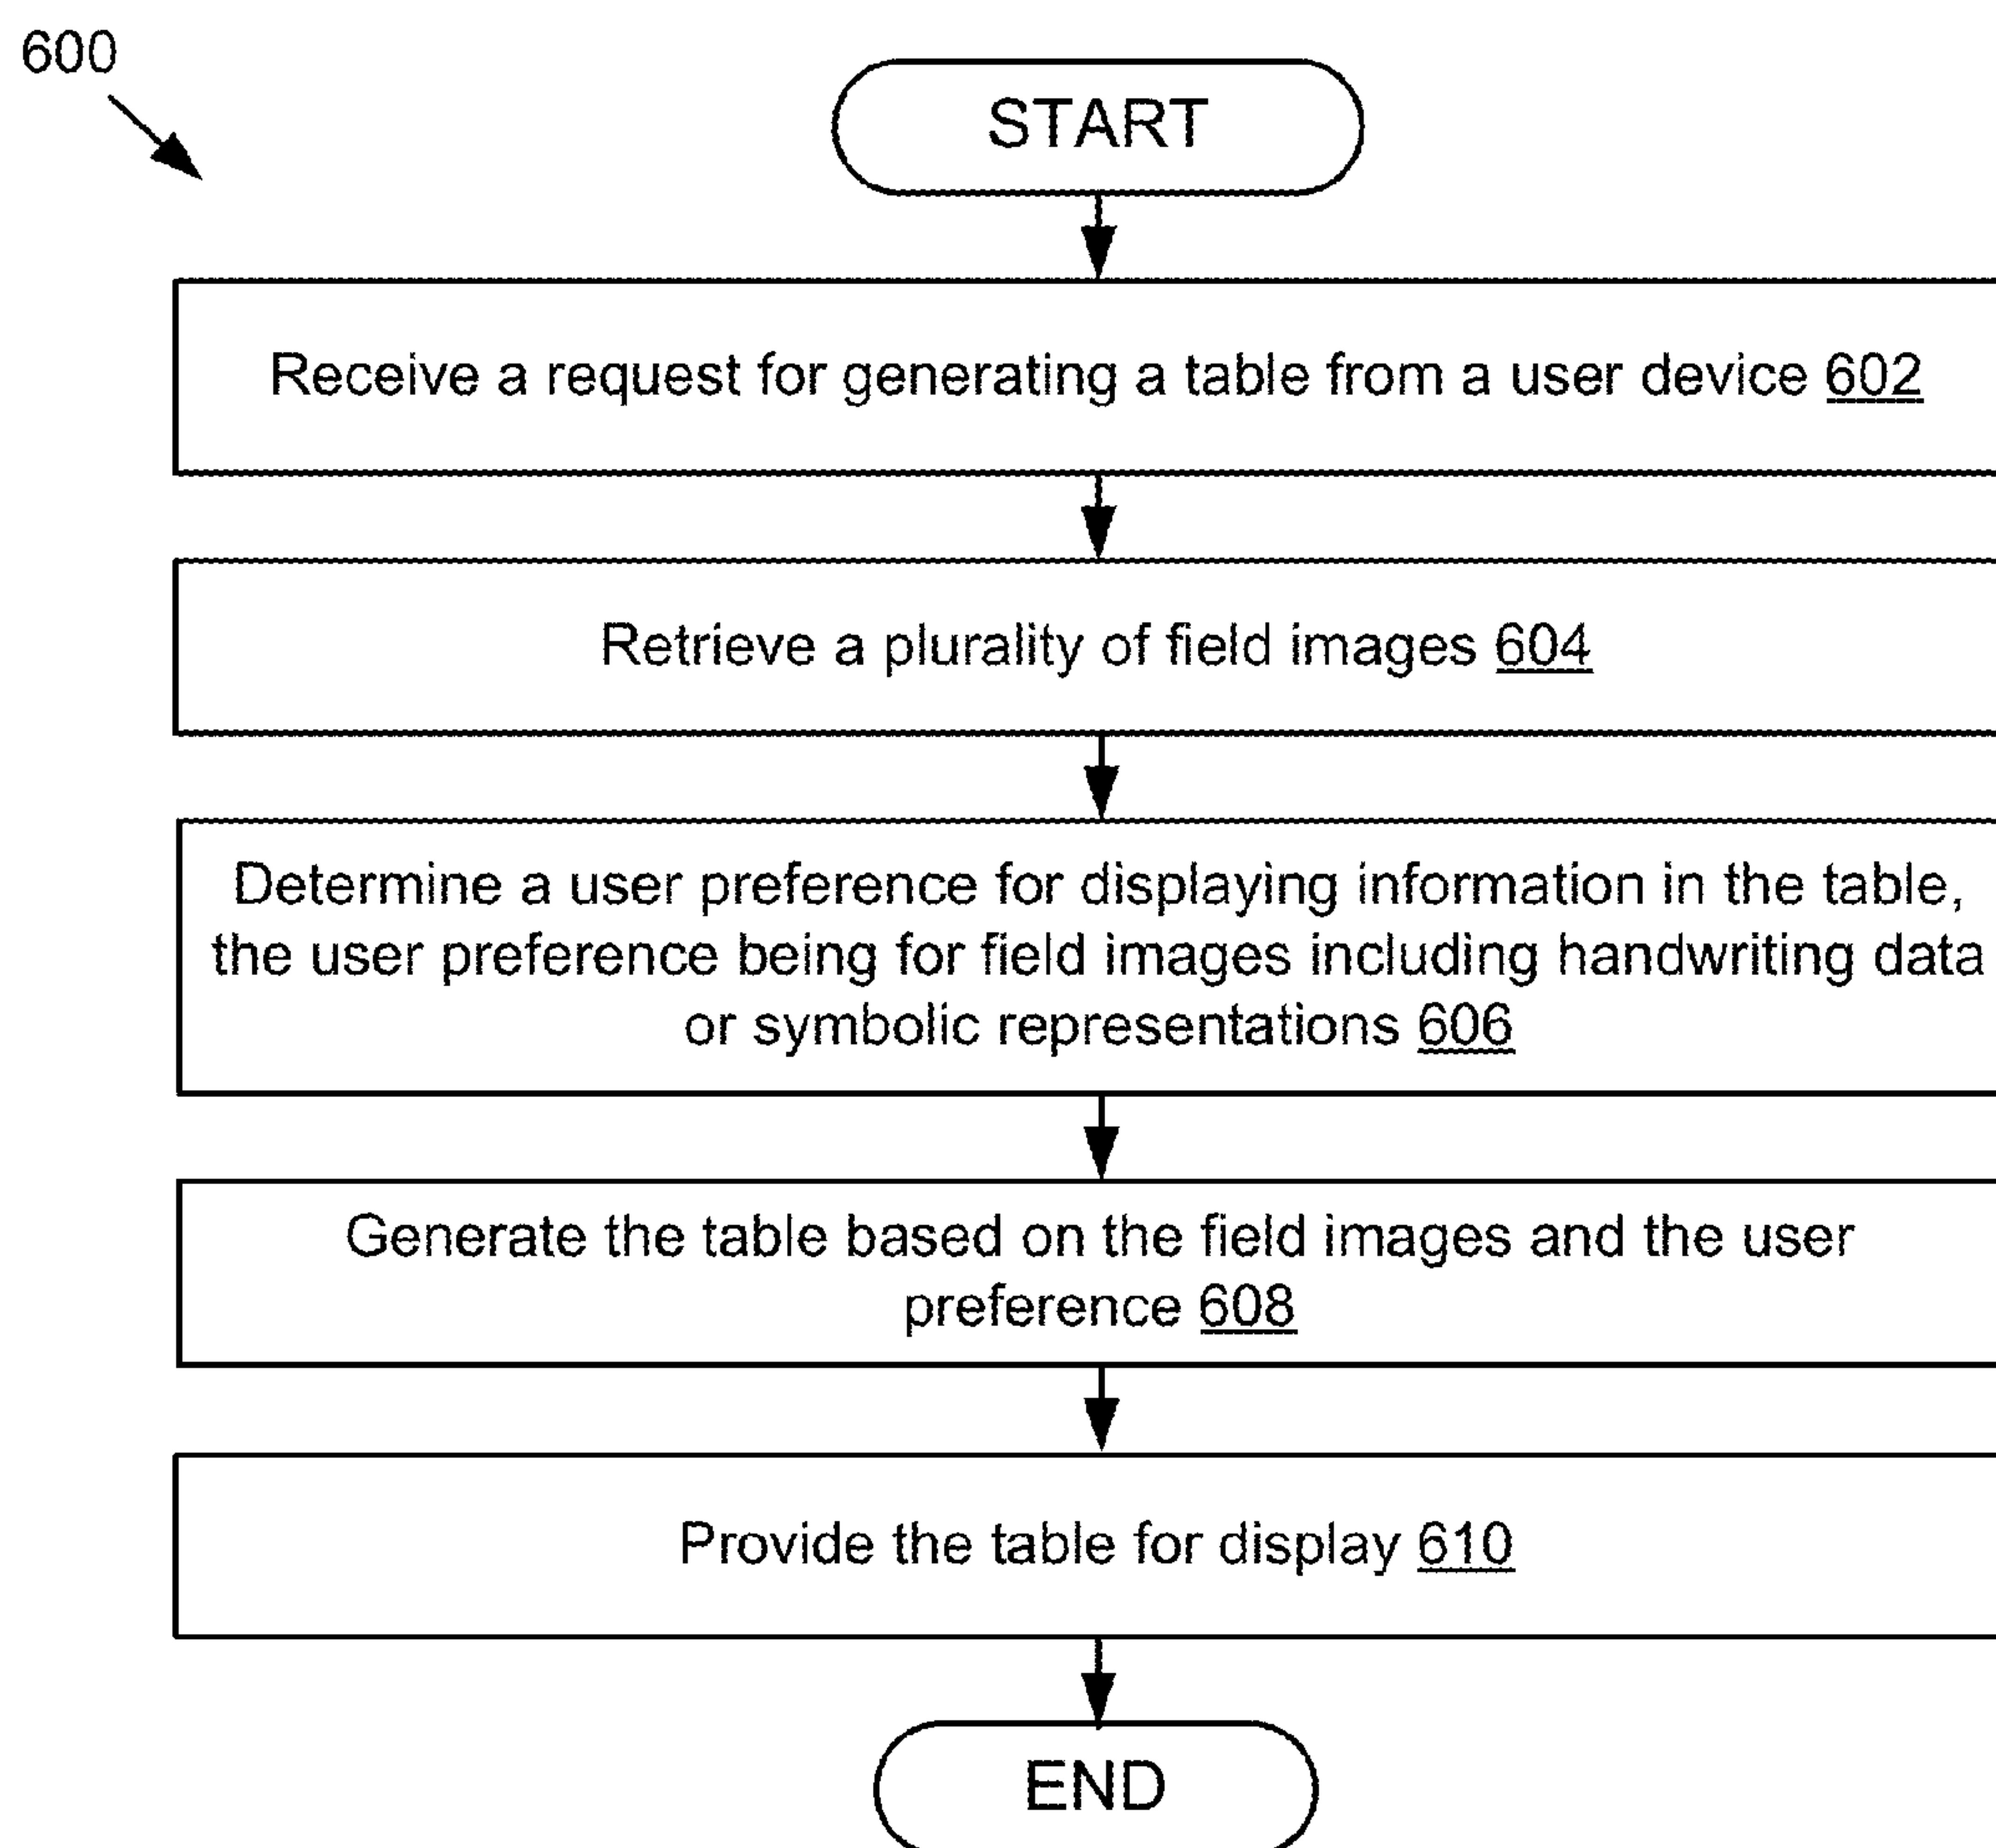 600
START
Receive a request for generating a table from a user device 602
Retrieve a plurality of field images 604
Determine a user preference for displaying information in the table,
the user preference being for field images including handwriting data
or symbolic representations 606
Generate the table based on the field images and the user
preference 608
Provide the table for display 610
END